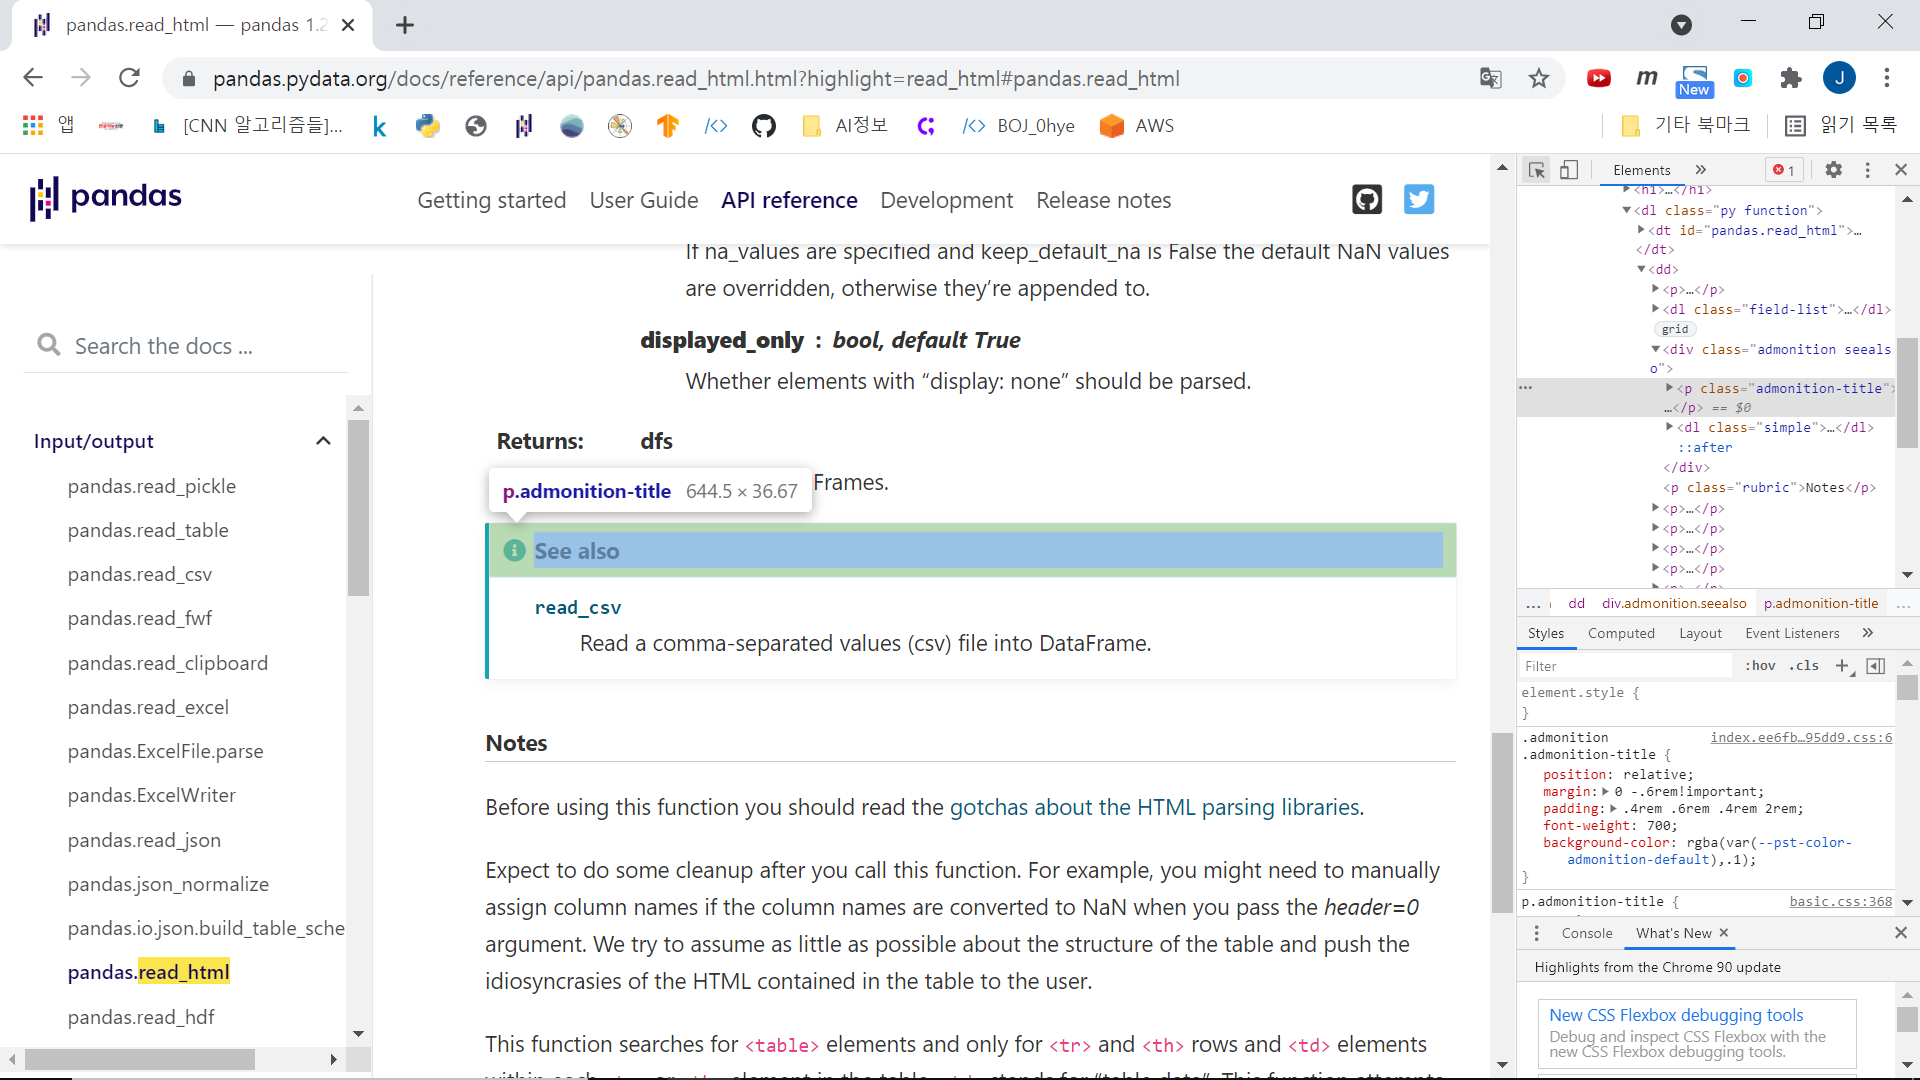 pandas.read_html — pandas 1.2
pandas.pydata.org/docs/reference/api/pandas.read_html.html?highlight=read_html#pandas.read_html
m
New
J
앱
[CNN 알고리즘들]...
k
AI정보
BOJ_0hye
AWS
기타 북마크
읽기 목록
pandas
Getting started
User Guide
API reference
Development
Release notes
Search the docs ...
Input/output
pandas.read_pickle
pandas.read_table
pandas.read_csv
pandas.read_fwf
pandas.read_clipboard
pandas.read_excel
pandas.ExcelFile.parse
pandas.ExcelWriter
pandas.read_json
pandas.json_normalize
pandas.io.json.build_table_sche
pandas.read_html
pandas.read_hdf
If na_values are specified and keep_default_na is False the default NaN values
are overridden, otherwise they’re appended to.
displayed_only : bool, default True
Whether elements with “display: none” should be parsed.
Returns: dfs
Frames.
p.admonition-title 644.5 × 36.67
See also
read_csv
Read a comma-separated values (csv) file into DataFrame.
Notes
Before using this function you should read the gotchas about the HTML parsing libraries.
Expect to do some cleanup after you call this function. For example, you might need to manually
assign column names if the column names are converted to NaN when you pass the header=0
argument. We try to assume as little as possible about the structure of the table and push the
idiosyncrasies of the HTML contained in the table to the user.
This function searches for <table> elements and only for <tr> and <th> rows and <td> elements
Elements
1
<h1>…</h1>
<dl class="py function">
<dt id="pandas.read_html">…
</dt>
<dd>
<p>…</p>
<dl class="field-list">…</dl>
grid
<div class="admonition seeals
o">
<p class="admonition-title">
…</p> == $0
<dl class="simple">…</dl>
::after
</div>
<p class="rubric">Notes</p>
<p>…</p>
<p>…</p>
<p>…</p>
<p>…</p>
... dd div.admonition.seealso p.admonition-title ...
Styles Computed Layout Event Listeners
Filter :hov .cls
element.style {
}
.admonition index.ee6fb…95dd9.css:6
.admonition-title {
position: relative;
margin: 0 -.6rem!important;
padding: .4rem .6rem .4rem 2rem;
font-weight: 700;
background-color: rgba(var(--pst-color-
admonition-default),.1);
}
p.admonition-title { basic.css:368
Console What's New
Highlights from the Chrome 90 update
New CSS Flexbox debugging tools
Debug and inspect CSS Flexbox with the
new CSS Flexbox debugging tools.